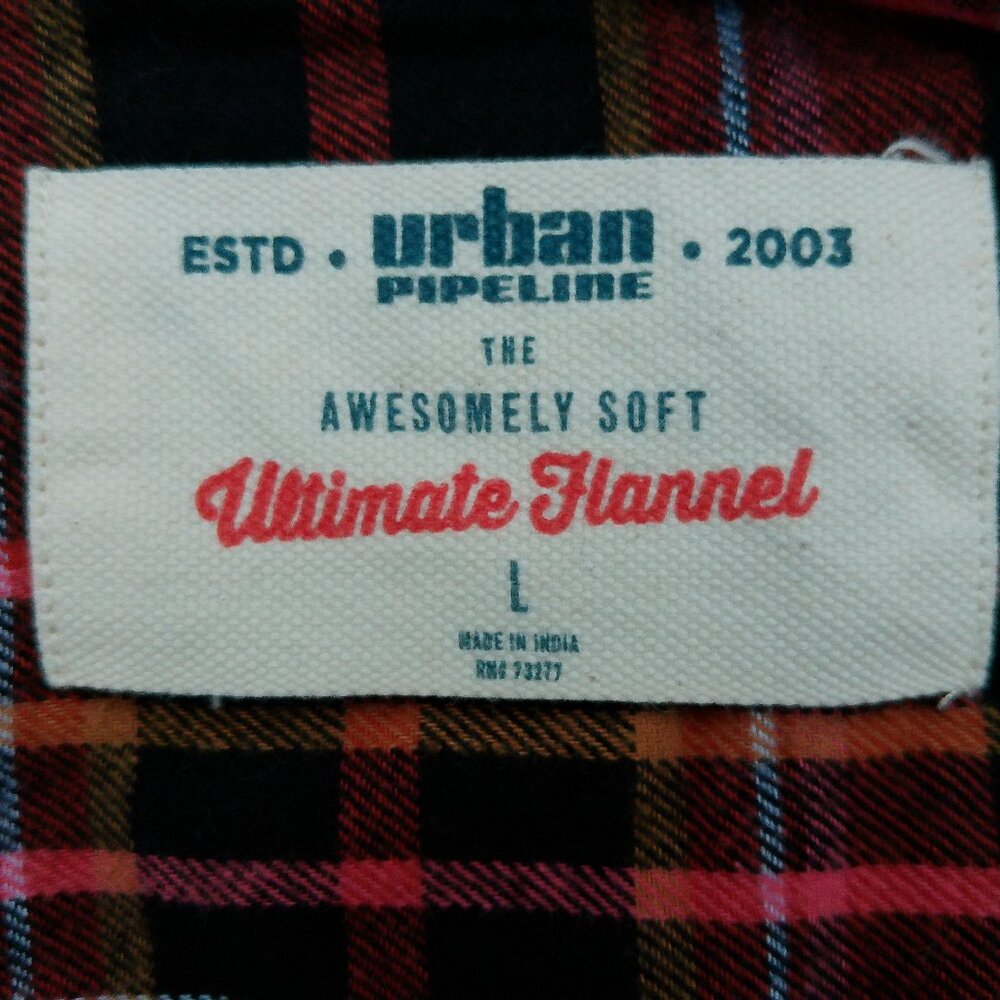 ESTD • urban • 2003
PIPELINE
THE
AWESOMELY SOFT
Ultimate Flannel
L
MADE IN INDIA
RN# 73277